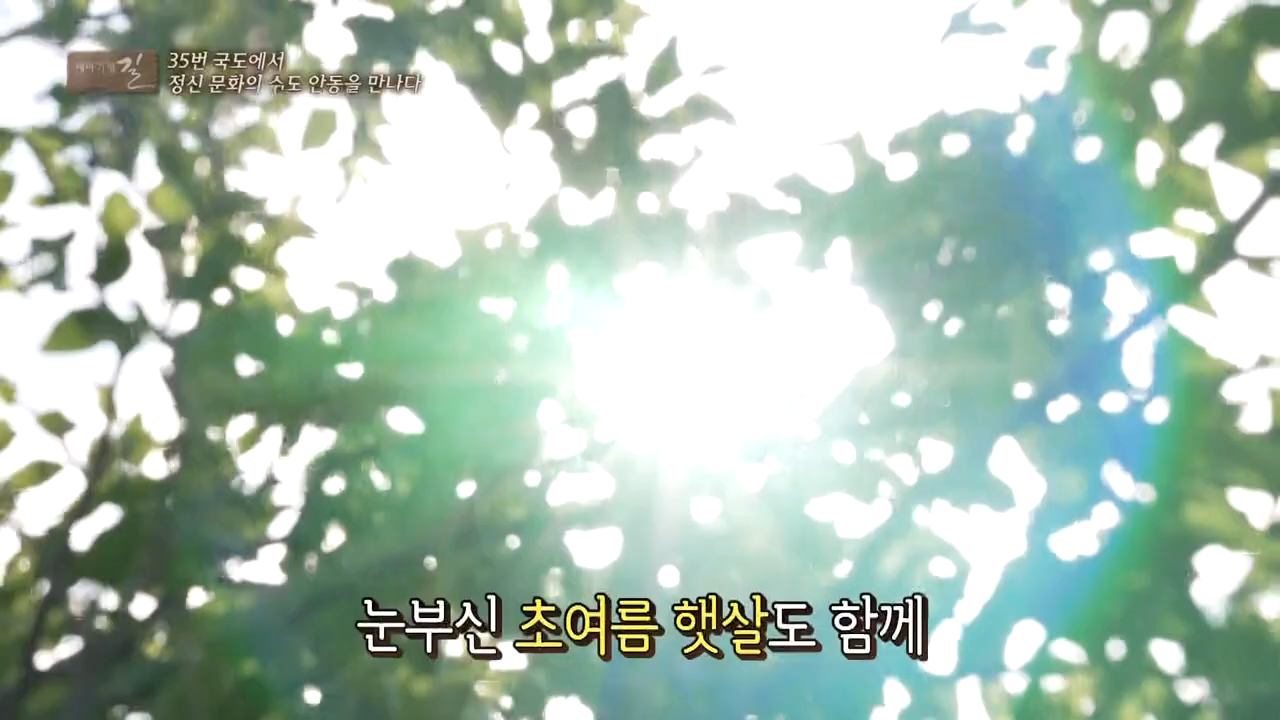 길
35번 국도에서
정신 문화의 수도 안동을 만나다
눈부신 초여름 햇살도 함께